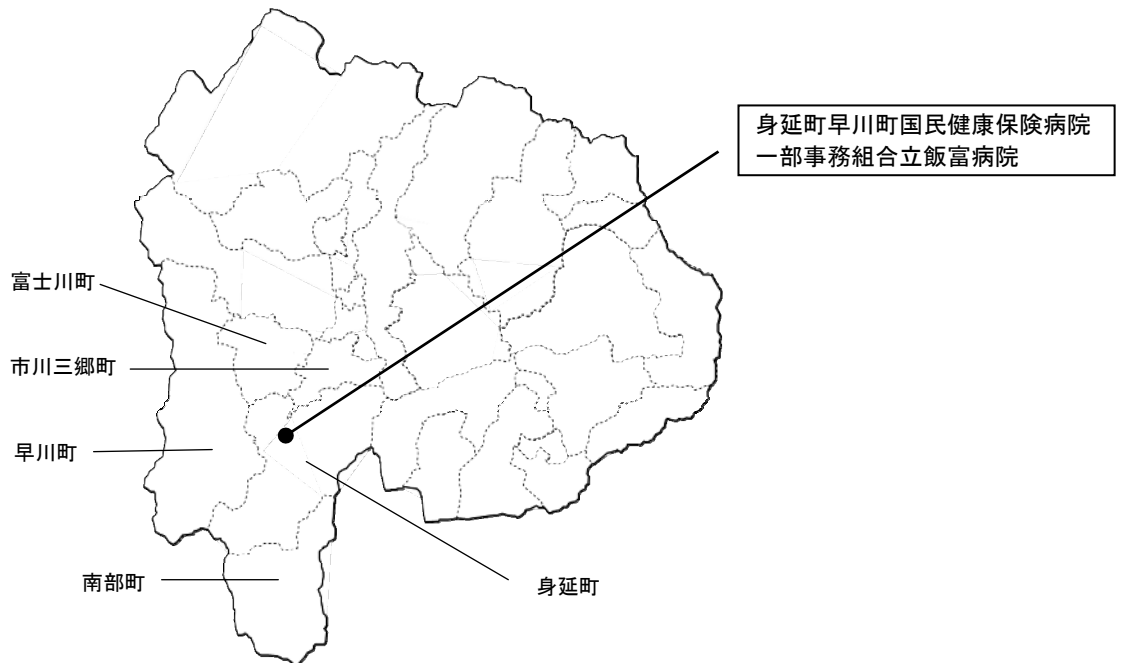 身延町早川町国民健康保険病院
一部事務組合立飯富病院
富士川町
市川三郷町
早川町
南部町
身延町